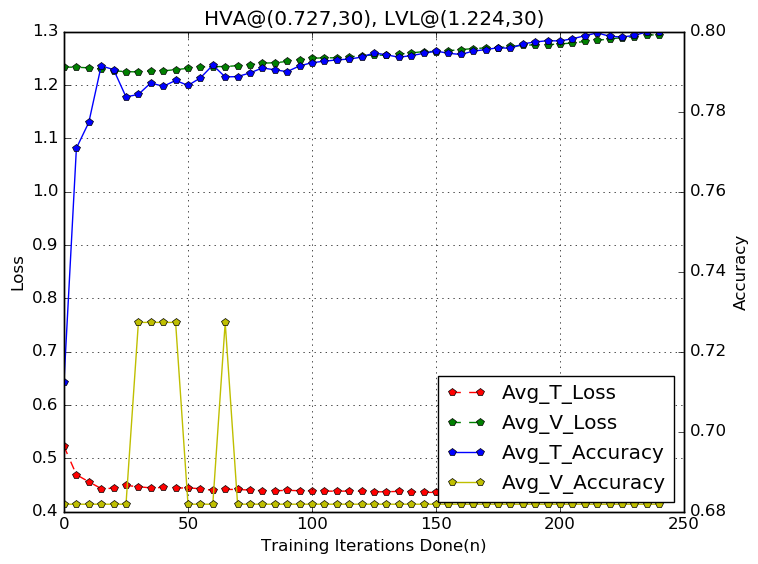 HVA@(0.727,30), LVL@(1.224,30)
1.3
1.2
1.1
1.0
0.9
0.8
0.7
0.6
0.5
0.4
Loss
0.80
0.78
0.76
0.74
0.72
0.70
0.68
Accuracy
Avg_T_Loss
Avg_V_Loss
Avg_T_Accuracy
Avg_V_Accuracy
0 50 100 150 200 250
Training Iterations Done(n)